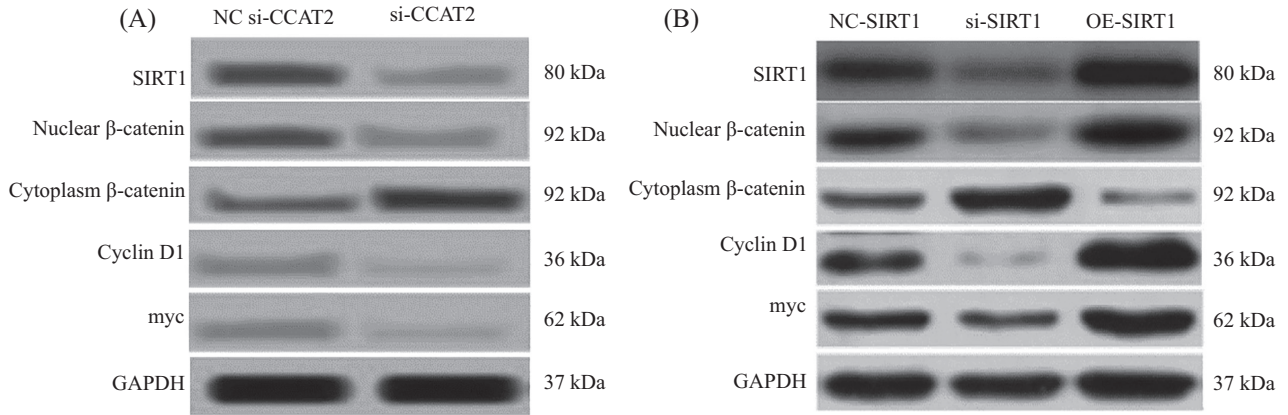 (A) NC si-CCAT2 si-CCAT2
SIRT1 80 kDa
Nuclear β-catenin 92 kDa
Cytoplasm β-catenin 92 kDa
Cyclin D1 36 kDa
myc 62 kDa
GAPDH 37 kDa
(B) NC-SIRT1 si-SIRT1 OE-SIRT1
SIRT1 80 kDa
Nuclear β-catenin 92 kDa
Cytoplasm β-catenin 92 kDa
Cyclin D1 36 kDa
myc 62 kDa
GAPDH 37 kDa